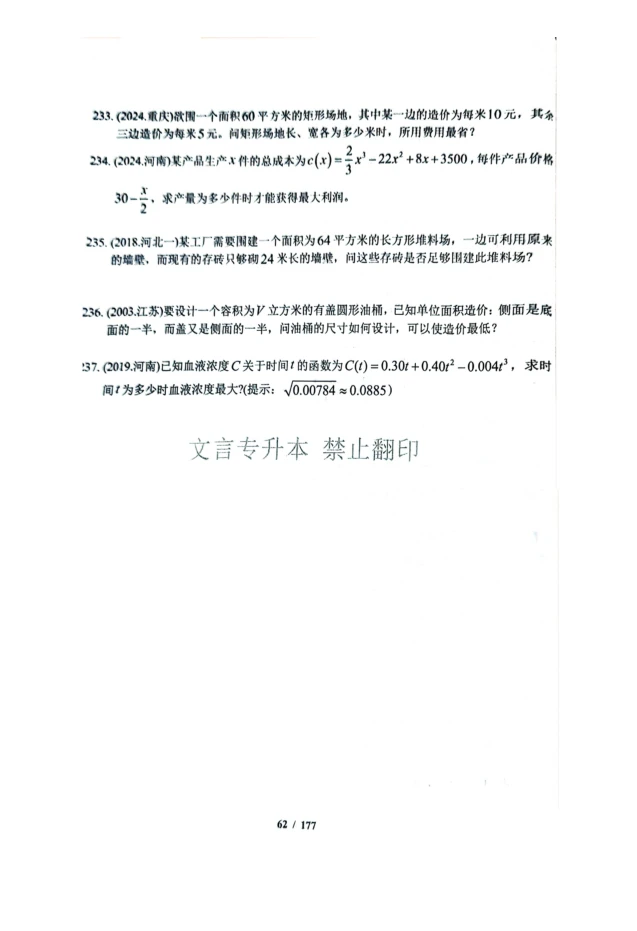 233. (2024.重庆)欲围一个面积60平方米的矩形场地，其中某一边的造价为每米10元，其余
三边造价为每米5元。问矩形场地长、宽各为多少米时，所用费用最省？
234. (2024.河南)某产品生产x件的总成本为c(x)=\frac{2}{3}x³−22x²+8x+3500，每件产品价格
30−\frac{x}{2}，求产量为多少件时才能获得最大利润。
235. (2018.河北一)某工厂需要围建一个面积为64平方米的长方形堆料场，一边可利用原来
的墙壁，而现有的存砖只够砌24米长的墙壁，问这些存砖是否足够围建此堆料场？
236. (2003.江苏)要设计一个容积为V立方米的有盖圆形油桶，已知单位面积造价：侧面是底
面的一半，而盖又是侧面的一半，问油桶的尺寸如何设计，可以使造价最低？
37. (2019.河南)已知血液浓度C关于时间t的函数为C(t)=0.30t+0.40t²−0.004t³，求时
间t为多少时血液浓度最大?(提示：√0.00784≈0.0885)
文言专升本 禁止翻印
62 / 177